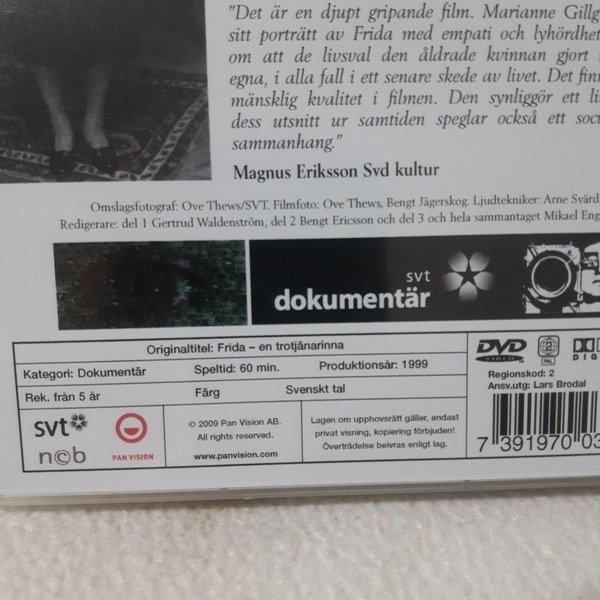 "Det är en djupt gripande film. Marianne Gillg
sitt porträtt av Frida med empati och lyhördhet
om att de livsval den åldrade kvinnan gjort
egna, i alla fall i ett senare skede av livet. Det finn
mänsklig kvalitet i filmen. Den synliggör ett li
dess utsnitt ur samtiden speglar också ett soci
sammanhang."
Magnus Eriksson Svd kultur
Omslagsfotograf: Ove Thews/SVT. Filmfoto: Ove Thews, Bengt Jägerskog. Ljudtekniker: Arne Svärd
Redigerare: del 1 Gertrud Waldenström, del 2 Bengt Ericsson och del 3 och hela sammantaget Mikael Eng
svt
dokumentär
Originaltitel: Frida – en trotjänarinna
Kategori: Dokumentär Speltid: 60 min. Produktionsår: 1999
Rek. från 5 år Färg Svenskt tal
DVD
VIDEO
2
PAL
DIG
Regionskod: 2
Ansv.utg: Lars Brodal
svt
ncb
PAN VISION
© 2009 Pan Vision AB.
All rights reserved.
www.panvision.com
Lagen om upphovsrätt gäller, endast
privat visning, kopiering förbjuden!
Överträdelse beivras enligt lag.
7 391970 03